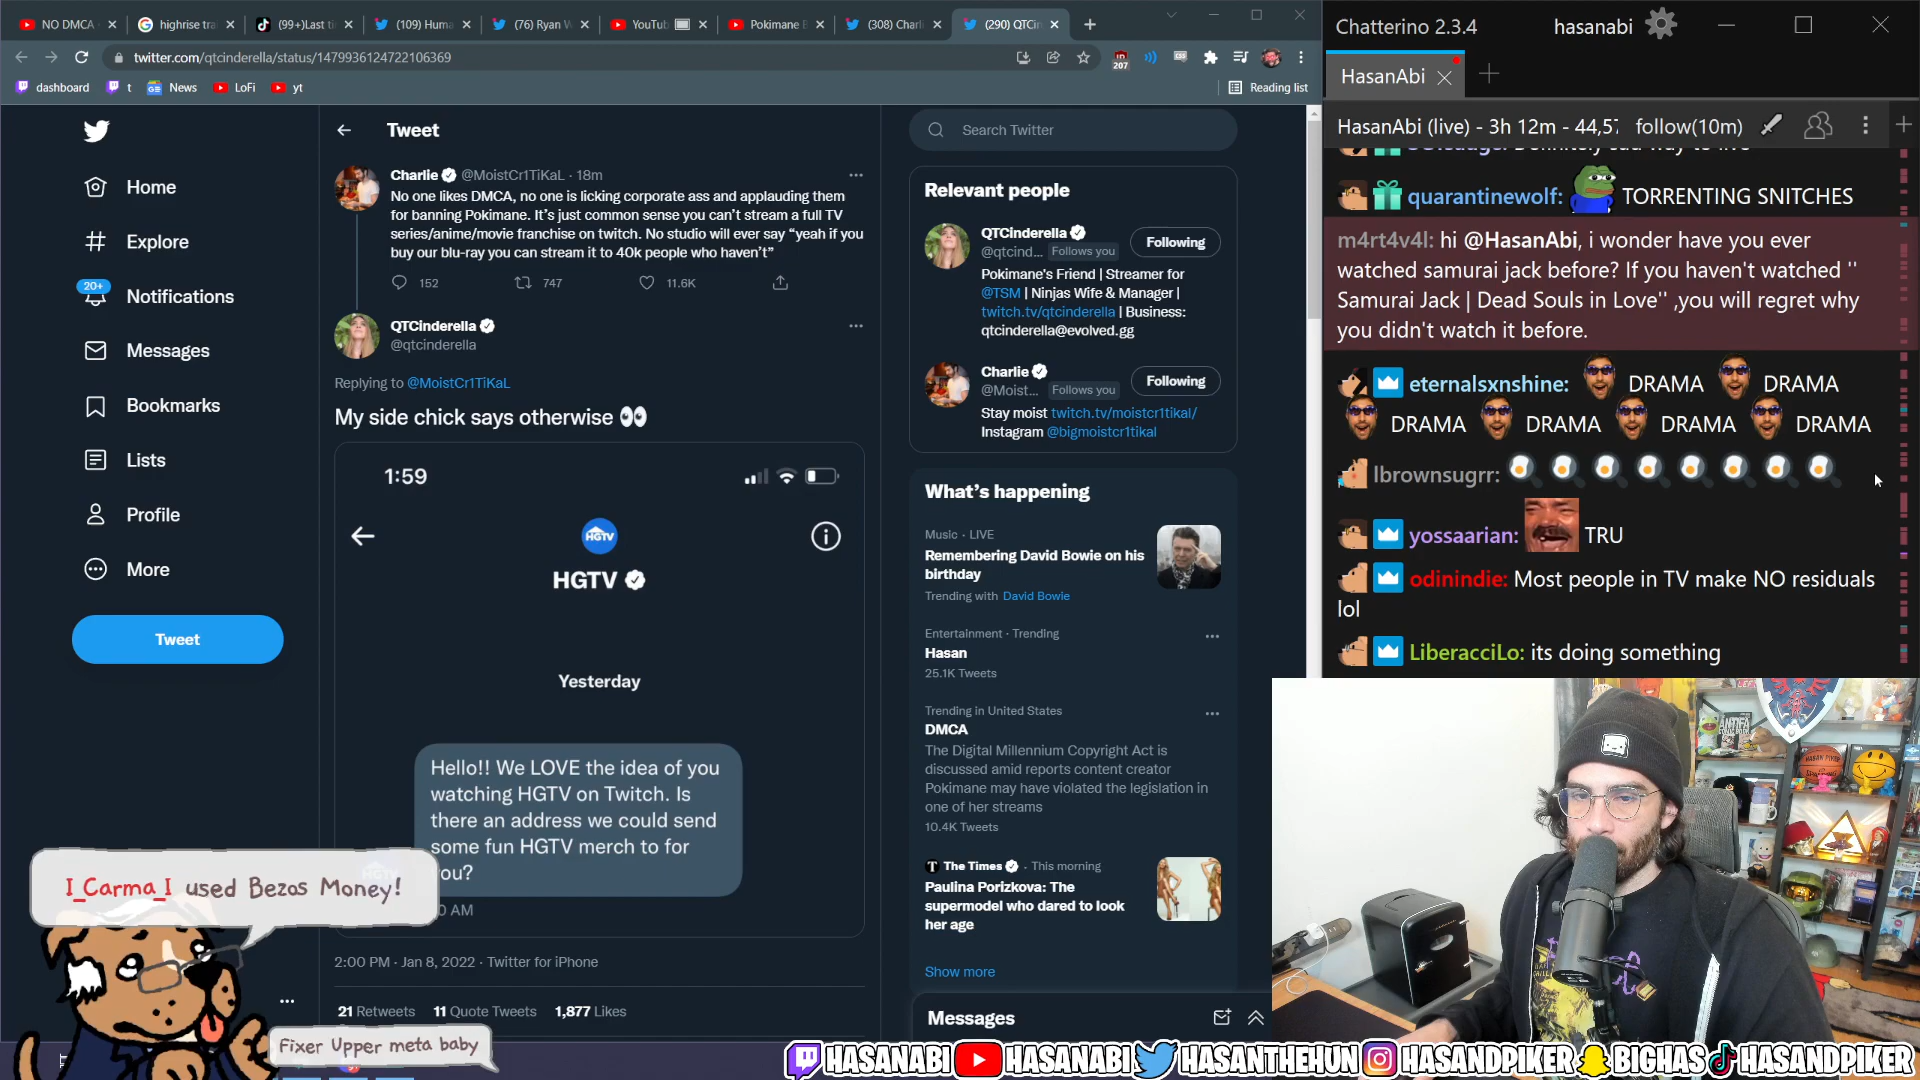 NO DMCA
highrise tra
(99+)Last ti
(109) Huma
(76) Ryan W
YouTub
Pokimane B
(308) Charli
(290) QTCin
twitter.com/qtcinderella/status/1479936124722106369
207
dashboard
t
News
LoFi
yt
Reading list
Home
Explore
20+
Notifications
Messages
Bookmarks
Lists
Profile
More
Tweet
Tweet
Charlie @MoistCr1TiKaL · 18m
No one likes DMCA, no one is licking corporate ass and applauding them
for banning Pokimane. It's just common sense you can't stream a full TV
series/anime/movie franchise on twitch. No studio will ever say "yeah if you
buy our blu-ray you can stream it to 40k people who haven't"
152
747
11.6K
QTCinderella
@qtcinderella
Replying to @MoistCr1TiKaL
My side chick says otherwise 👀
1:59
HGTV
HGTV
Yesterday
Hello!! We LOVE the idea of you
watching HGTV on Twitch. Is
there an address we could send
some fun HGTV merch to for
ou?
0 AM
2:00 PM · Jan 8, 2022 · Twitter for iPhone
21 Retweets 11 Quote Tweets 1,877 Likes
Search Twitter
Relevant people
QTCinderella
@qtcind... Follows you
Following
Pokimane's Friend | Streamer for
@TSM | Ninjas Wife & Manager |
twitch.tv/qtcinderella | Business:
qtcinderella@evolved.gg
Charlie
@Moist... Follows you
Following
Stay moist twitch.tv/moistcr1tikal/
Instagram @bigmoistcr1tikal
What's happening
Music · LIVE
Remembering David Bowie on his
birthday
Trending with David Bowie
Entertainment · Trending
Hasan
25.1K Tweets
Trending in United States
DMCA
The Digital Millennium Copyright Act is
discussed amid reports content creator
Pokimane may have violated the legislation in
one of her streams
10.4K Tweets
The Times · This morning
Paulina Porizkova: The
supermodel who dared to look
her age
Show more
Messages
Chatterino 2.3.4
hasanabi
HasanAbi
HasanAbi (live) - 3h 12m - 44,57
follow(10m)
quarantinewolf: TORRENTING SNITCHES
m4rt4v4l: hi @HasanAbi, i wonder have you ever
watched samurai jack before? If you haven't watched ''
Samurai Jack | Dead Souls in Love'' ,you will regret why
you didn't watch it before.
eternalsxnshine: DRAMA DRAMA
DRAMA DRAMA DRAMA DRAMA
lbrownsugrr:
yossaarian: TRU
odinindie: Most people in TV make NO residuals
lol
LiberacciLo: its doing something
I_Carma_I used Bezos Money!
Fixer Upper meta baby
HASANABI HASANABI HASANTHEHUN HASANDPIKER BIGHAS HASANDPIKER